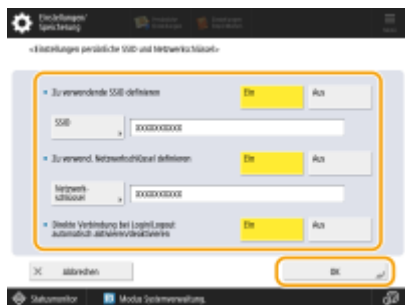 Einstellungen/
Speicherung
<Einstellungen persönliche SSID und Netzwerkschlüssel>
Zu verwendende SSID definieren
Ein
Aus
SSID
XXXXXXXXXX
Zu verwend. Netzwerkschlüssel definieren
Ein
Aus
Netzwerk-
schlüssel
XXXXXXXXXX
Direkte Verbindung bei Login/Logout
Ein
Aus
automatisch aktivieren/deaktivieren
Abbrechen
OK
Statusmonitor
Modus Systemverwaltung.